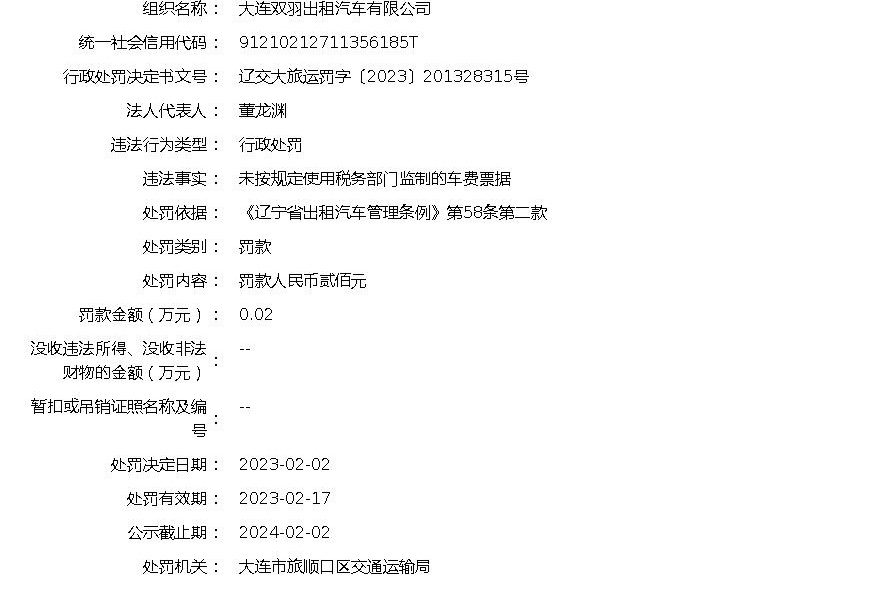 组织名称： 大连双羽出租汽车有限公司
统一社会信用代码： 91210212711356185T
行政处罚决定书文号： 辽交大旅运罚字〔2023〕201328315号
法人代表人： 董龙渊
违法行为类型： 行政处罚
违法事实： 未按规定使用税务部门监制的车费票据
处罚依据： 《辽宁省出租汽车管理条例》第58条第二款
处罚类别： 罚款
处罚内容： 罚款人民币贰佰元
罚款金额（万元）： 0.02
没收违法所得、没收非法
财物的金额（万元）： --
暂扣或吊销证照名称及编
号： --
处罚决定日期： 2023-02-02
处罚有效期： 2023-02-17
公示截止期： 2024-02-02
处罚机关： 大连市旅顺口区交通运输局